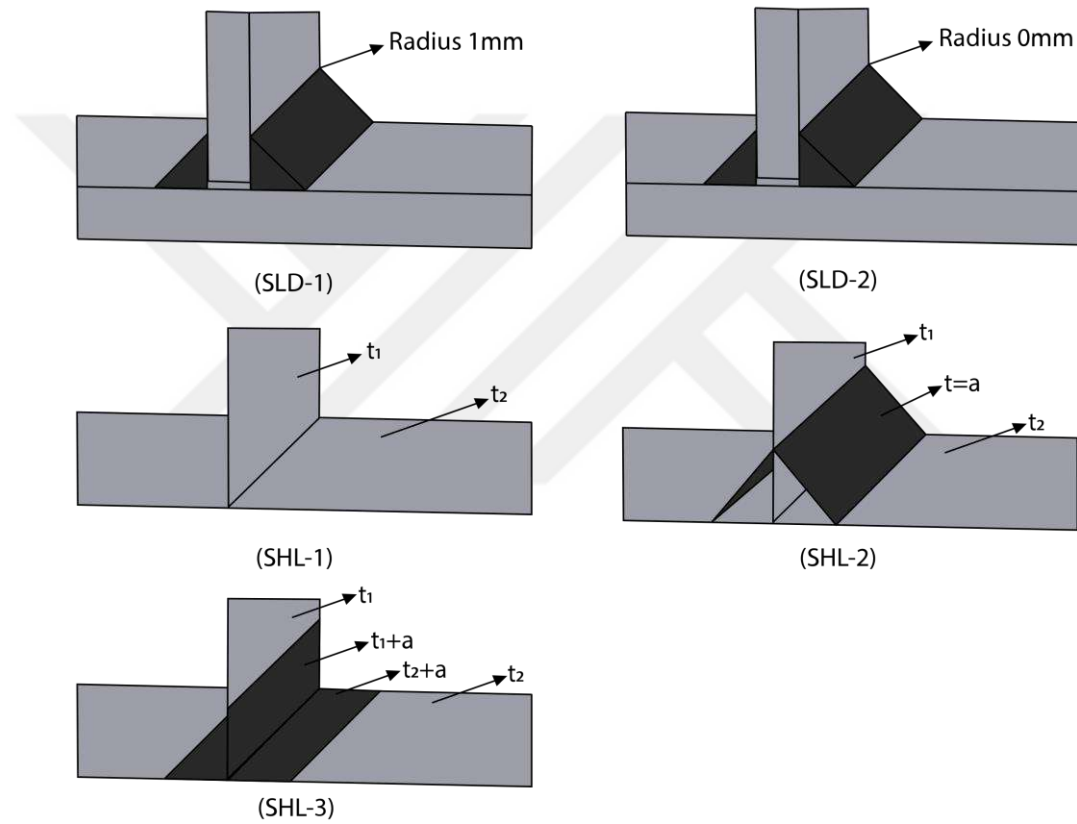 Radius 1mm
Radius 0mm
(SLD-1)
(SLD-2)
t₁
t₂
(SHL-1)
t₁
t=a
t₂
(SHL-2)
t₁
t₁+a
t₂+a
t₂
(SHL-3)